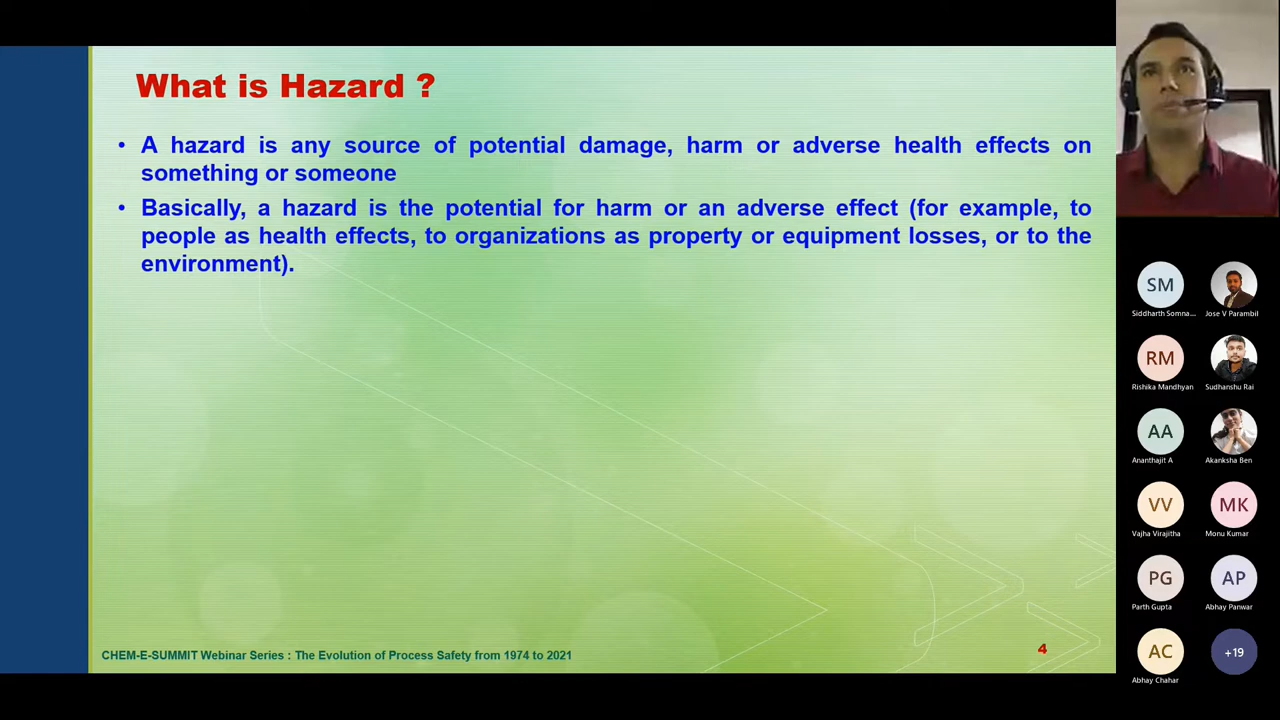 What is Hazard ?
• A hazard is any source of potential damage, harm or adverse health effects on
something or someone
• Basically, a hazard is the potential for harm or an adverse effect (for example, to
people as health effects, to organizations as property or equipment losses, or to the
environment).
CHEM-E-SUMMIT Webinar Series : The Evolution of Process Safety from 1974 to 2021
4
SM
Siddharth Somna... Jose V Parambil
RM
Rishika Mandhyan Sudhanshu Rai
AA
Ananthajit A Akanksha Ben
VV MK
Vajha Virajitha Monu Kumar
PG AP
Parth Gupta Abhay Panwar
AC +19
Abhay Chahar